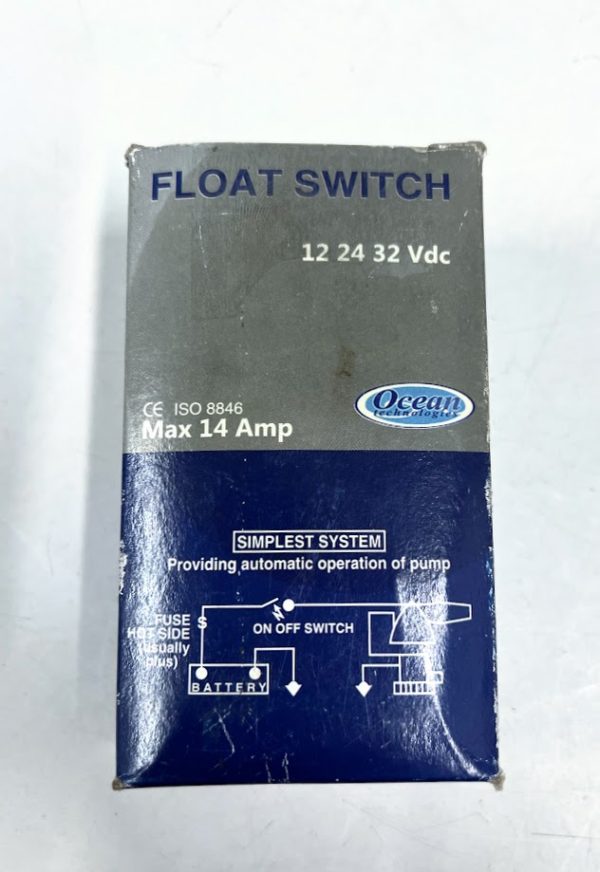 FLOAT SWITCH
12 24 32 Vdc
CE ISO 8846
Max 14 Amp
Ocean
technologies
SIMPLEST SYSTEM
Providing automatic operation of pump
FUSE
HOT SIDE
(usually
plus)
ON OFF SWITCH
BATTERY